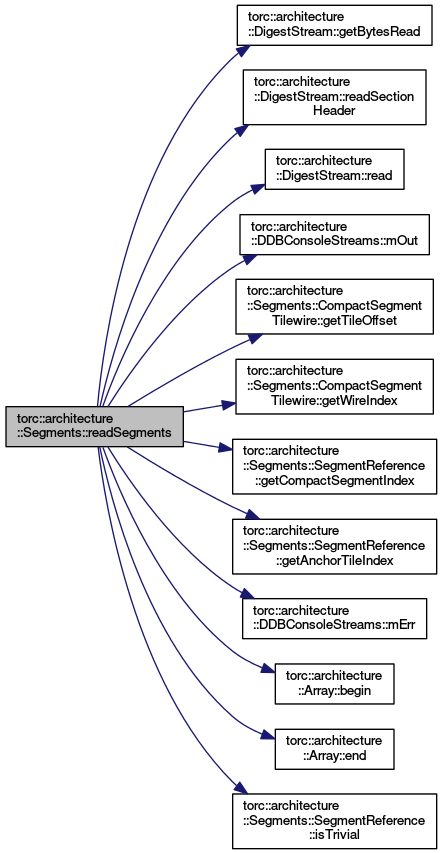 torc::architecture
::DigestStream::getBytesRead
torc::architecture
::DigestStream::readSection
Header
torc::architecture
::DigestStream::read
torc::architecture
::DDBConsoleStreams::mOut
torc::architecture
::Segments::CompactSegment
Tilewire::getTileOffset
torc::architecture
::Segments::CompactSegment
Tilewire::getWireIndex
torc::architecture
::Segments::readSegments
torc::architecture
::Segments::SegmentReference
::getCompactSegmentIndex
torc::architecture
::Segments::SegmentReference
::getAnchorTileIndex
torc::architecture
::DDBConsoleStreams::mErr
torc::architecture
::Array::begin
torc::architecture
::Array::end
torc::architecture
::Segments::SegmentReference
::isTrivial